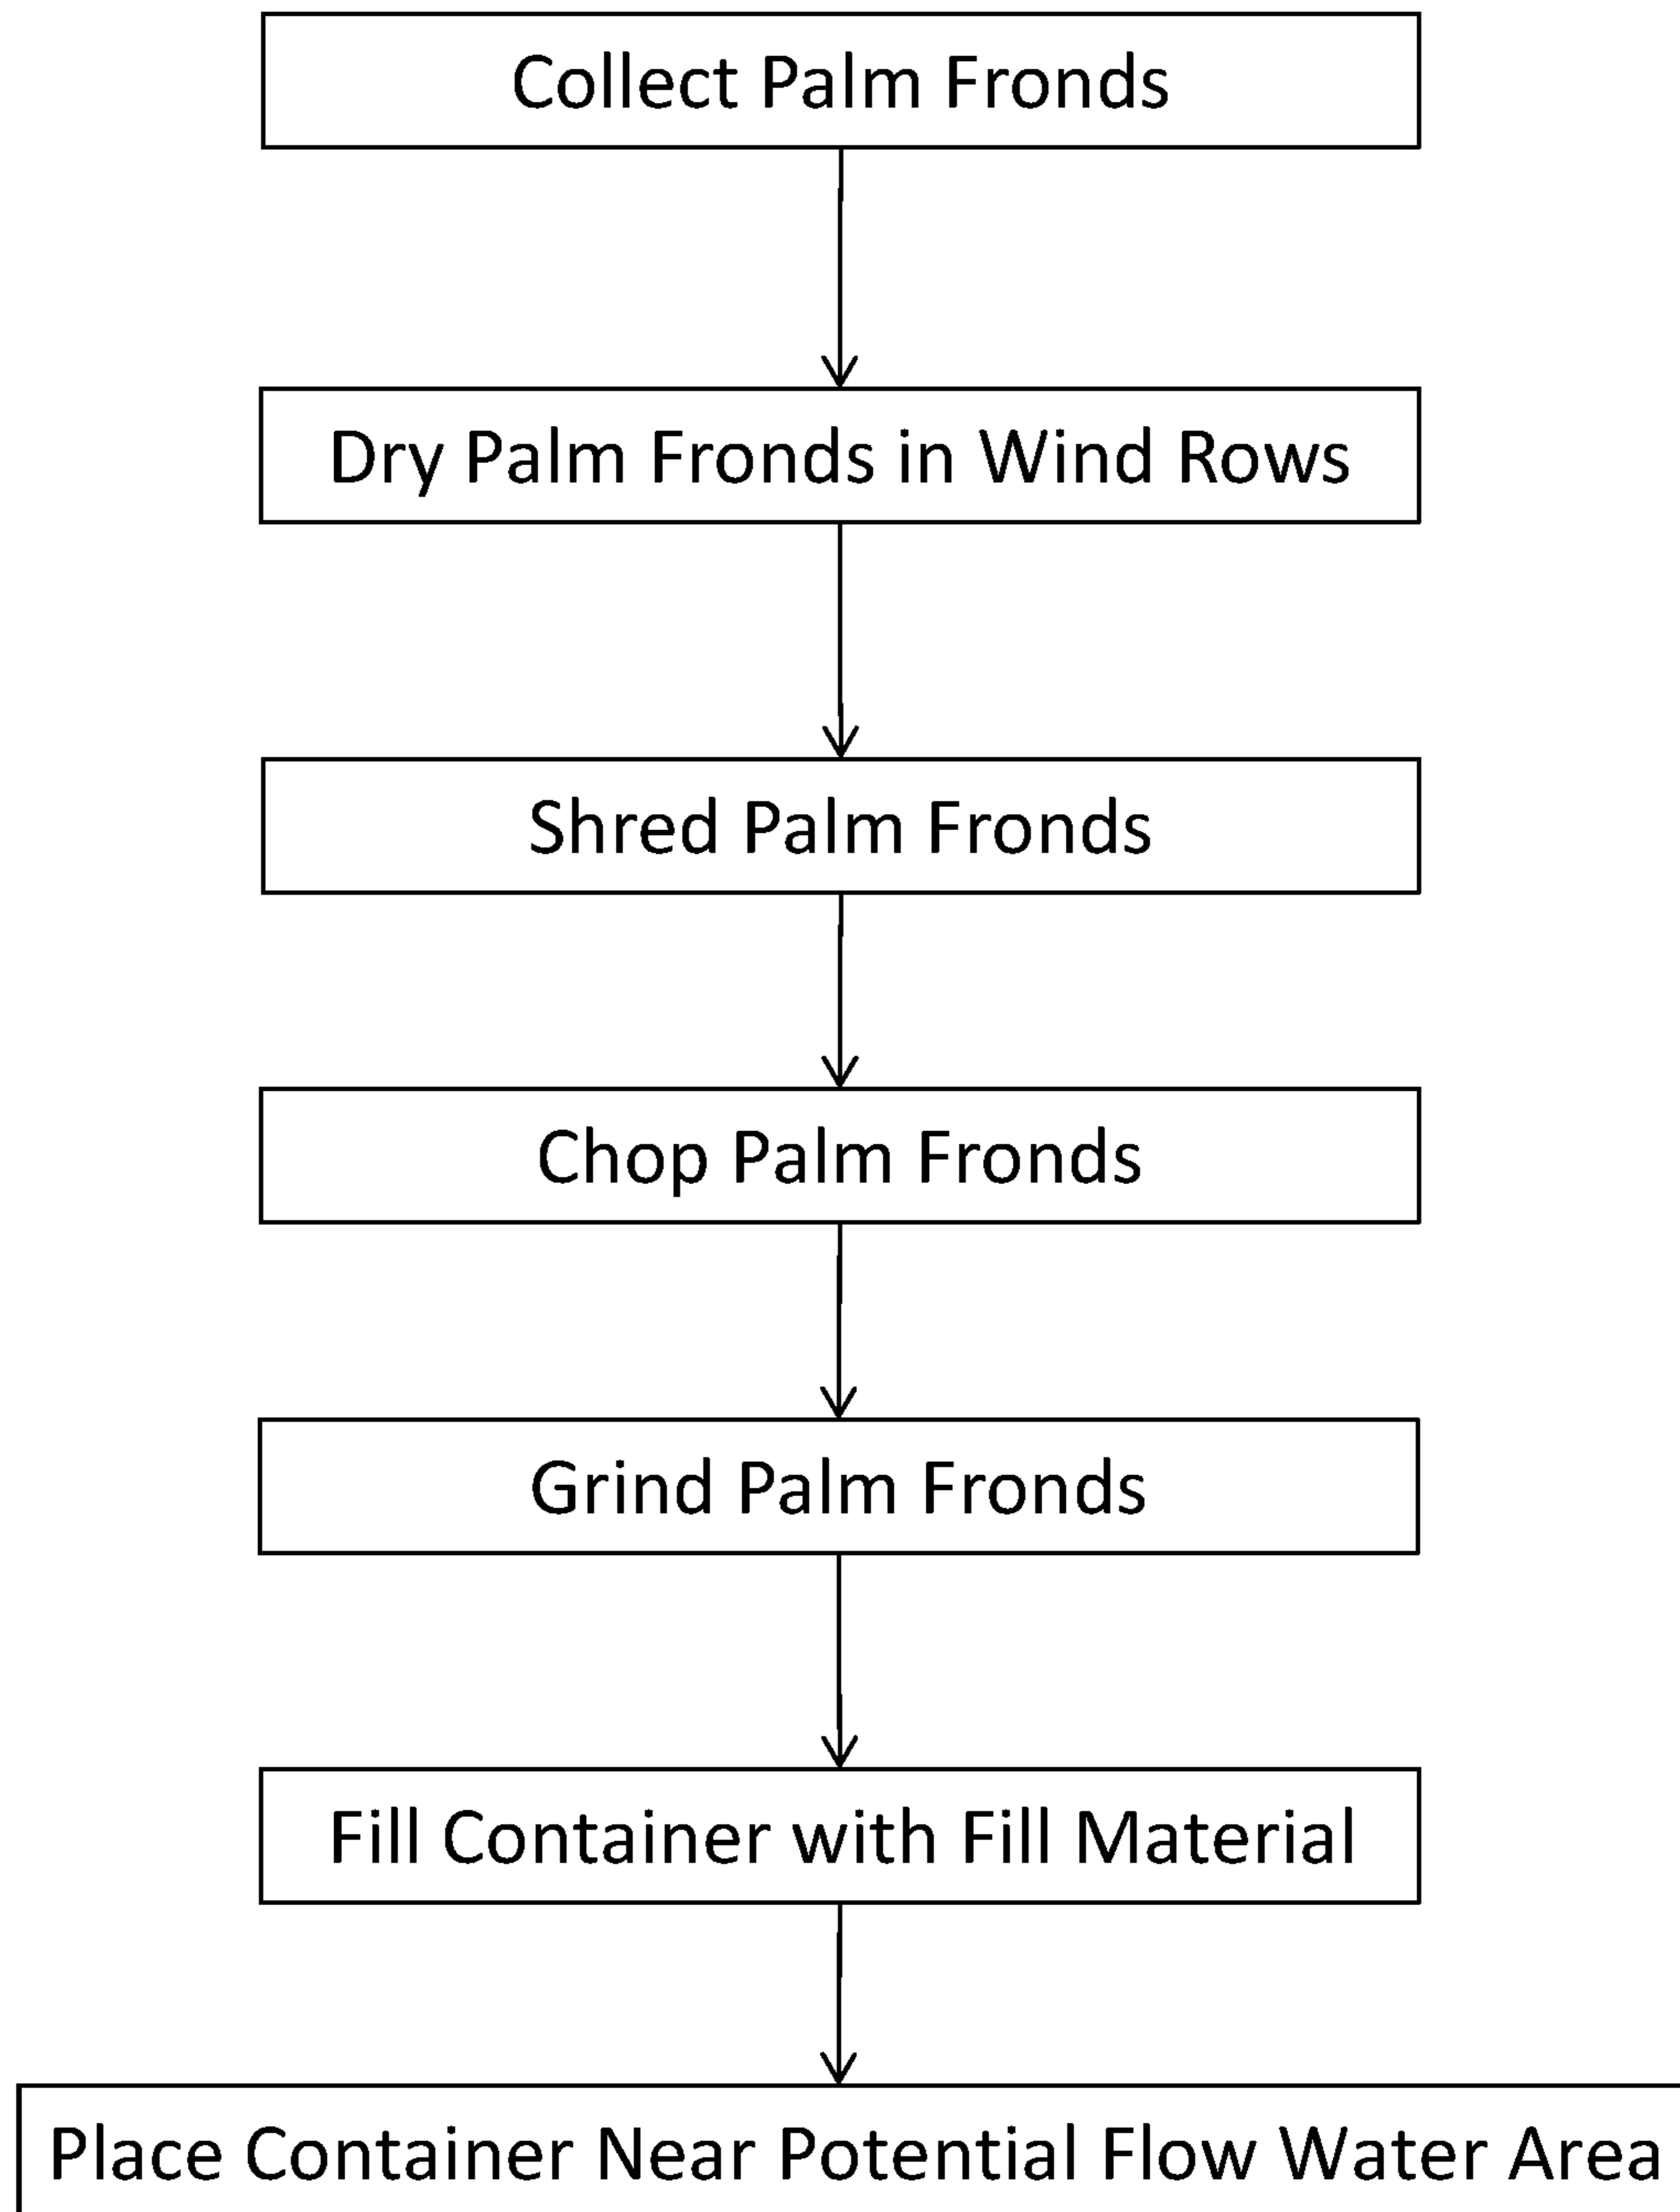 Collect Palm Fronds
Dry Palm Fronds in Wind Rows
Shred Palm Fronds
Chop Palm Fronds
Grind Palm Fronds
Fill Container with Fill Material
Place Container Near Potential Flow Water Area